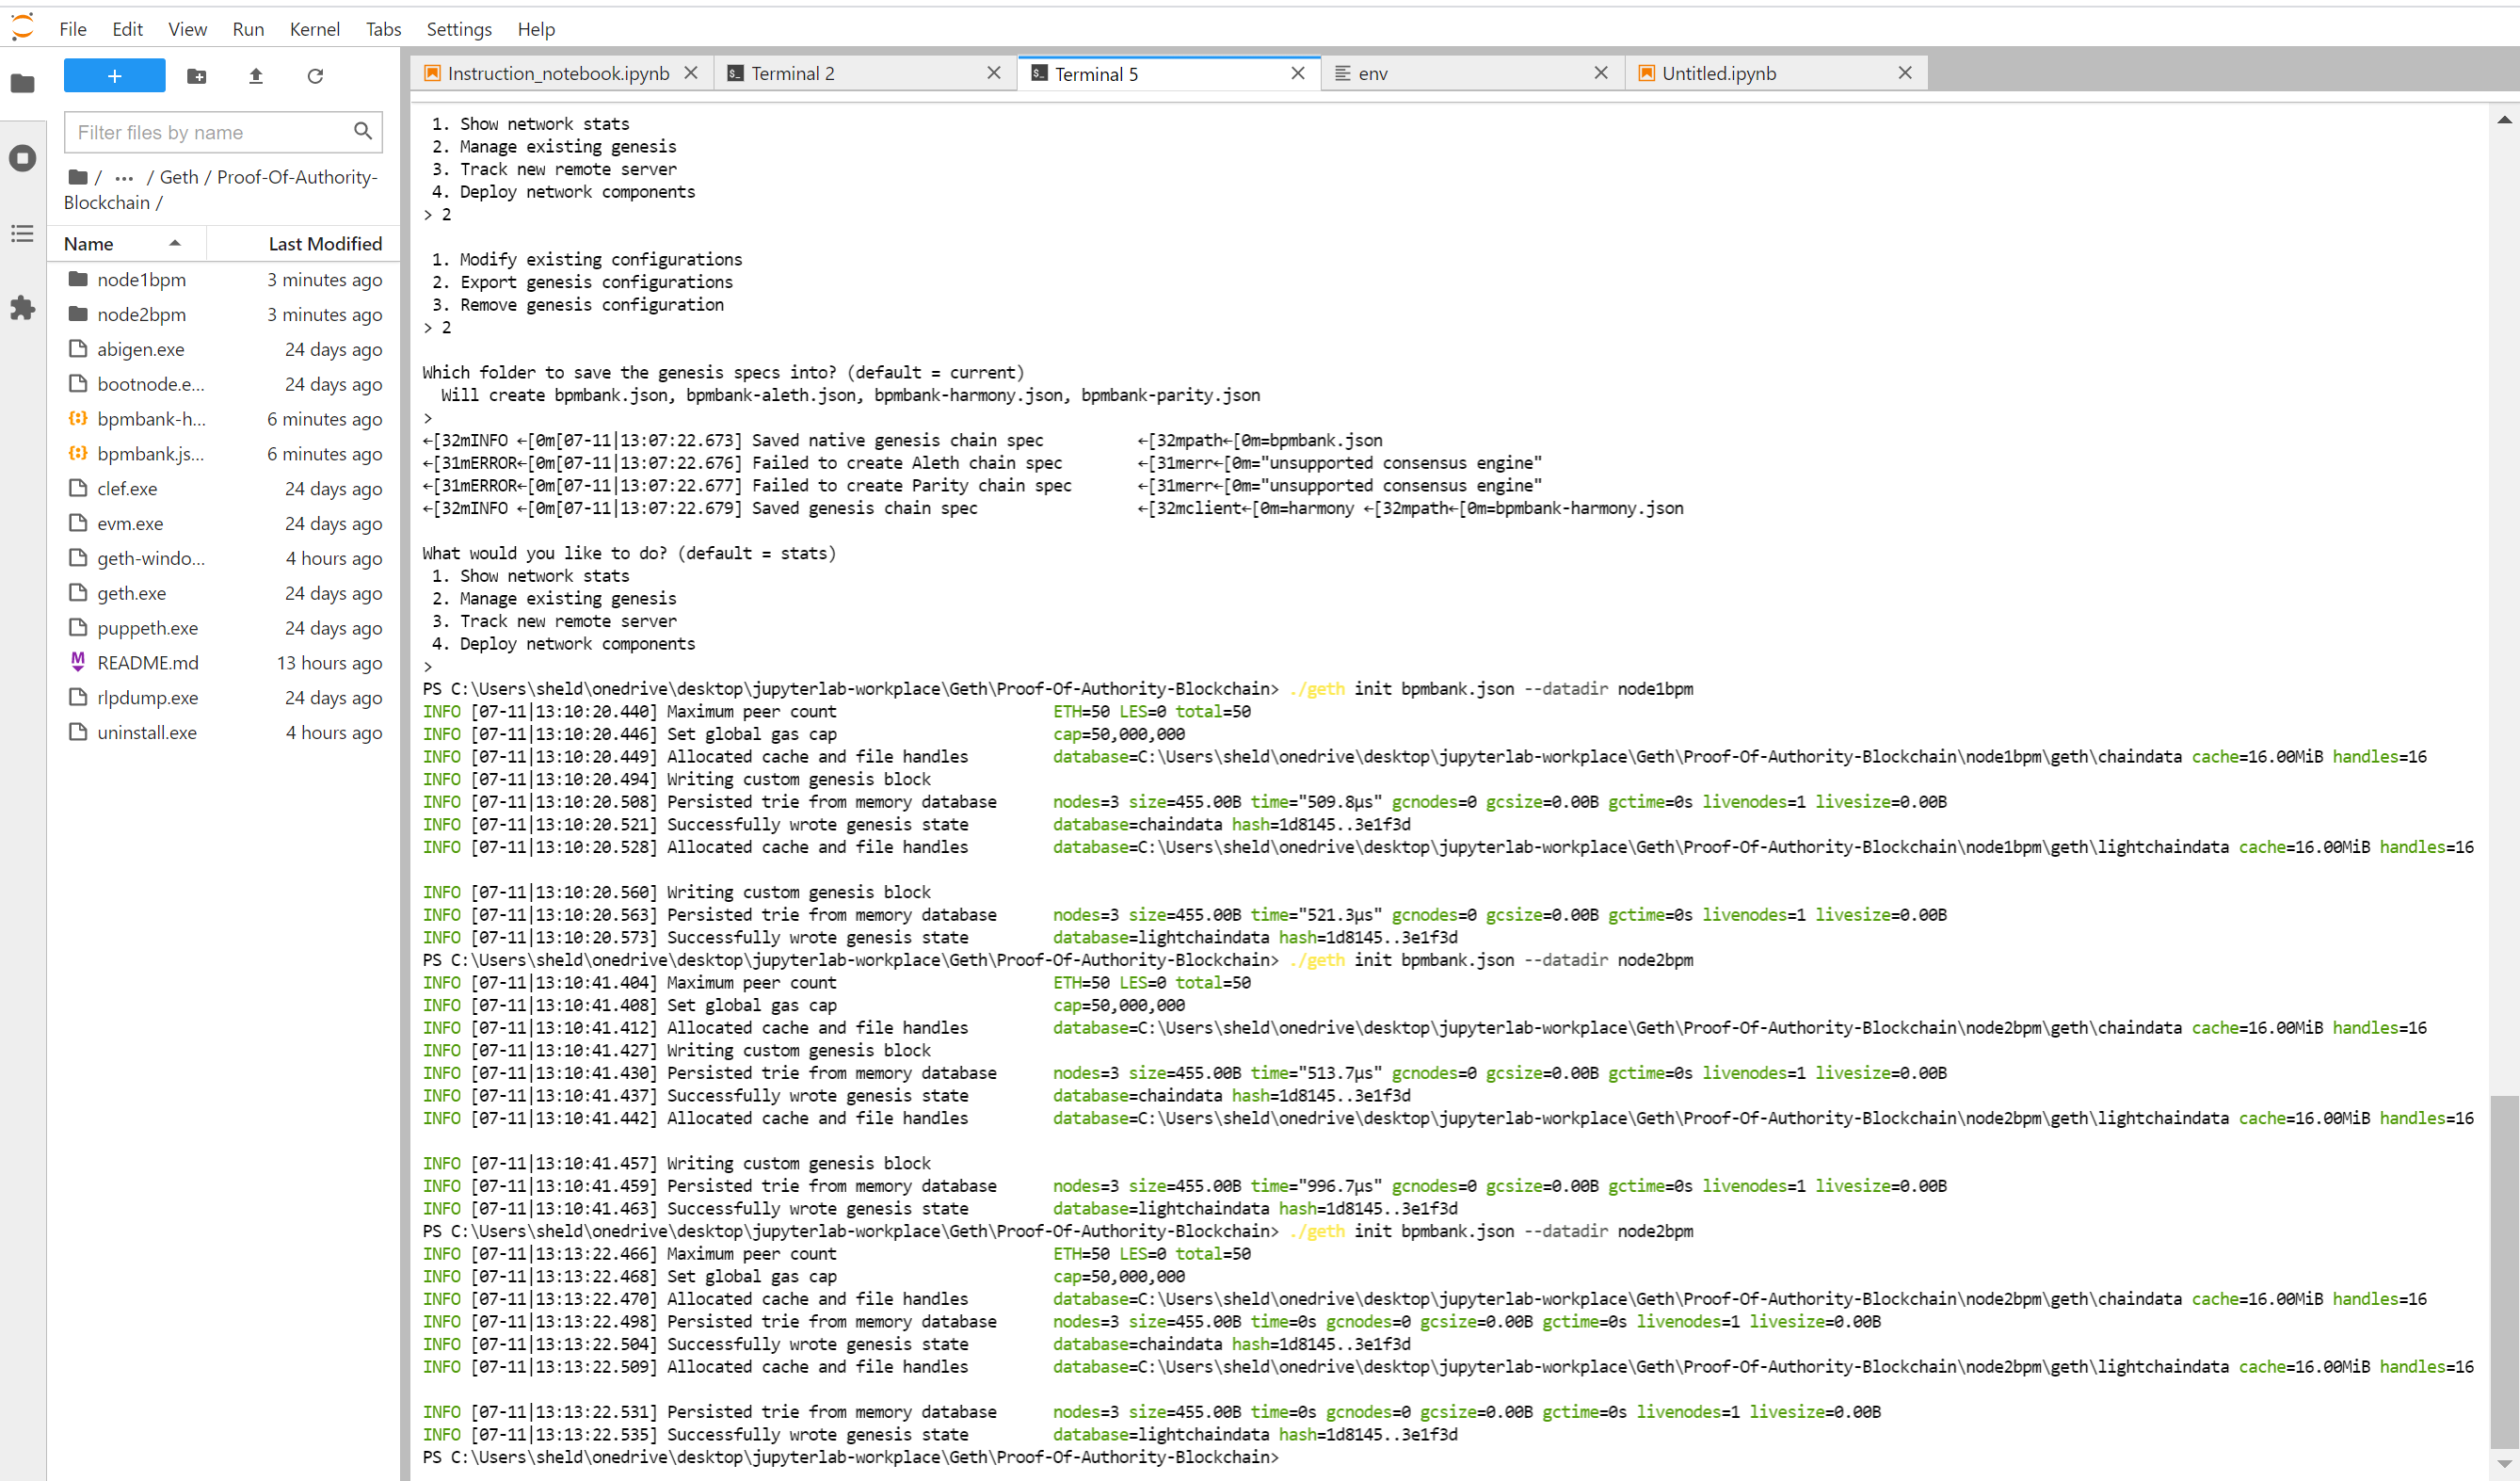 File Edit View Run Kernel Tabs Settings Help
+
Filter files by name
/ ... / Geth / Proof-Of-Authority-
Blockchain /
Name Last Modified
node1bpm 3 minutes ago
node2bpm 3 minutes ago
abigen.exe 24 days ago
bootnode.e... 24 days ago
bpmbank-h... 6 minutes ago
bpmbank.js... 6 minutes ago
clef.exe 24 days ago
evm.exe 24 days ago
geth-windo... 4 hours ago
geth.exe 24 days ago
puppeth.exe 24 days ago
README.md 13 hours ago
rlpdump.exe 24 days ago
uninstall.exe 4 hours ago
Instruction_notebook.ipynb Terminal 2 Terminal 5 env Untitled.ipynb
1. Show network stats
2. Manage existing genesis
3. Track new remote server
4. Deploy network components
> 2
1. Modify existing configurations
2. Export genesis configurations
3. Remove genesis configuration
> 2
Which folder to save the genesis specs into? (default = current)
Will create bpmbank.json, bpmbank-aleth.json, bpmbank-harmony.json, bpmbank-parity.json
>
←[32mINFO ←[0m[07-11|13:07:22.673] Saved native genesis chain spec ←[32mpath←[0m=bpmbank.json
←[31mERROR←[0m[07-11|13:07:22.676] Failed to create Aleth chain spec ←[31merr←[0m="unsupported consensus engine"
←[31mERROR←[0m[07-11|13:07:22.677] Failed to create Parity chain spec ←[31merr←[0m="unsupported consensus engine"
←[32mINFO ←[0m[07-11|13:07:22.679] Saved genesis chain spec ←[32mclient←[0m=harmony ←[32mpath←[0m=bpmbank-harmony.json
What would you like to do? (default = stats)
1. Show network stats
2. Manage existing genesis
3. Track new remote server
4. Deploy network components
>
PS C:\Users\sheld\onedrive\desktop\jupyterlab-workplace\Geth\Proof-Of-Authority-Blockchain> ./geth init bpmbank.json --datadir node1bpm
INFO [07-11|13:10:20.440] Maximum peer count ETH=50 LES=0 total=50
INFO [07-11|13:10:20.446] Set global gas cap cap=50,000,000
INFO [07-11|13:10:20.449] Allocated cache and file handles database=C:\Users\sheld\onedrive\desktop\jupyterlab-workplace\Geth\Proof-Of-Authority-Blockchain\node1bpm\geth\chaindata cache=16.00MiB handles=16
INFO [07-11|13:10:20.494] Writing custom genesis block
INFO [07-11|13:10:20.508] Persisted trie from memory database nodes=3 size=455.00B time="509.8µs" gcnodes=0 gcsize=0.00B gctime=0s livenodes=1 livesize=0.00B
INFO [07-11|13:10:20.521] Successfully wrote genesis state database=chaindata hash=1d8145..3e1f3d
INFO [07-11|13:10:20.528] Allocated cache and file handles database=C:\Users\sheld\onedrive\desktop\jupyterlab-workplace\Geth\Proof-Of-Authority-Blockchain\node1bpm\geth\lightchaindata cache=16.00MiB handles=16
INFO [07-11|13:10:20.560] Writing custom genesis block
INFO [07-11|13:10:20.563] Persisted trie from memory database nodes=3 size=455.00B time="521.3µs" gcnodes=0 gcsize=0.00B gctime=0s livenodes=1 livesize=0.00B
INFO [07-11|13:10:20.573] Successfully wrote genesis state database=lightchaindata hash=1d8145..3e1f3d
PS C:\Users\sheld\onedrive\desktop\jupyterlab-workplace\Geth\Proof-Of-Authority-Blockchain> ./geth init bpmbank.json --datadir node2bpm
INFO [07-11|13:10:41.404] Maximum peer count ETH=50 LES=0 total=50
INFO [07-11|13:10:41.408] Set global gas cap cap=50,000,000
INFO [07-11|13:10:41.412] Allocated cache and file handles database=C:\Users\sheld\onedrive\desktop\jupyterlab-workplace\Geth\Proof-Of-Authority-Blockchain\node2bpm\geth\chaindata cache=16.00MiB handles=16
INFO [07-11|13:10:41.427] Writing custom genesis block
INFO [07-11|13:10:41.430] Persisted trie from memory database nodes=3 size=455.00B time="513.7µs" gcnodes=0 gcsize=0.00B gctime=0s livenodes=1 livesize=0.00B
INFO [07-11|13:10:41.437] Successfully wrote genesis state database=chaindata hash=1d8145..3e1f3d
INFO [07-11|13:10:41.442] Allocated cache and file handles database=C:\Users\sheld\onedrive\desktop\jupyterlab-workplace\Geth\Proof-Of-Authority-Blockchain\node2bpm\geth\lightchaindata cache=16.00MiB handles=16
INFO [07-11|13:10:41.457] Writing custom genesis block
INFO [07-11|13:10:41.459] Persisted trie from memory database nodes=3 size=455.00B time="996.7µs" gcnodes=0 gcsize=0.00B gctime=0s livenodes=1 livesize=0.00B
INFO [07-11|13:10:41.463] Successfully wrote genesis state database=lightchaindata hash=1d8145..3e1f3d
PS C:\Users\sheld\onedrive\desktop\jupyterlab-workplace\Geth\Proof-Of-Authority-Blockchain> ./geth init bpmbank.json --datadir node2bpm
INFO [07-11|13:13:22.466] Maximum peer count ETH=50 LES=0 total=50
INFO [07-11|13:13:22.468] Set global gas cap cap=50,000,000
INFO [07-11|13:13:22.470] Allocated cache and file handles database=C:\Users\sheld\onedrive\desktop\jupyterlab-workplace\Geth\Proof-Of-Authority-Blockchain\node2bpm\geth\chaindata cache=16.00MiB handles=16
INFO [07-11|13:13:22.498] Persisted trie from memory database nodes=3 size=455.00B time=0s gcnodes=0 gcsize=0.00B gctime=0s livenodes=1 livesize=0.00B
INFO [07-11|13:13:22.504] Successfully wrote genesis state database=chaindata hash=1d8145..3e1f3d
INFO [07-11|13:13:22.509] Allocated cache and file handles database=C:\Users\sheld\onedrive\desktop\jupyterlab-workplace\Geth\Proof-Of-Authority-Blockchain\node2bpm\geth\lightchaindata cache=16.00MiB handles=16
INFO [07-11|13:13:22.531] Persisted trie from memory database nodes=3 size=455.00B time=0s gcnodes=0 gcsize=0.00B gctime=0s livenodes=1 livesize=0.00B
INFO [07-11|13:13:22.535] Successfully wrote genesis state database=lightchaindata hash=1d8145..3e1f3d
PS C:\Users\sheld\onedrive\desktop\jupyterlab-workplace\Geth\Proof-Of-Authority-Blockchain>